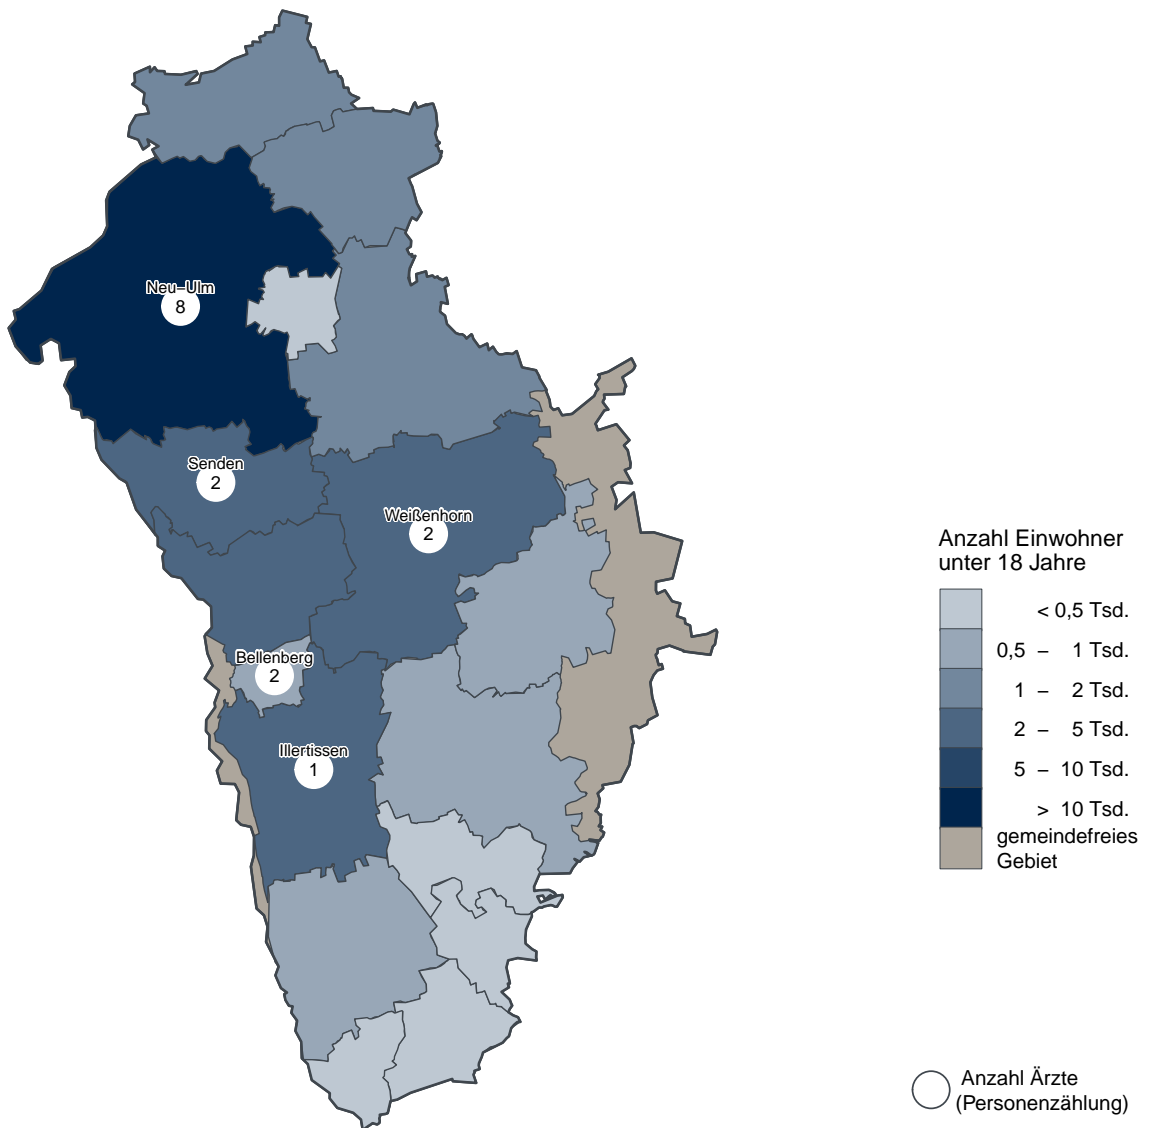 Neu–Ulm
8
Senden
2
Weißenhorn
2
Bellenberg
2
Illertissen
1
Anzahl Einwohner
unter 18 Jahre
< 0,5 Tsd.
0,5 – 1 Tsd.
1 – 2 Tsd.
2 – 5 Tsd.
5 – 10 Tsd.
> 10 Tsd.
gemeindefreies
Gebiet
Anzahl Ärzte
(Personenzählung)